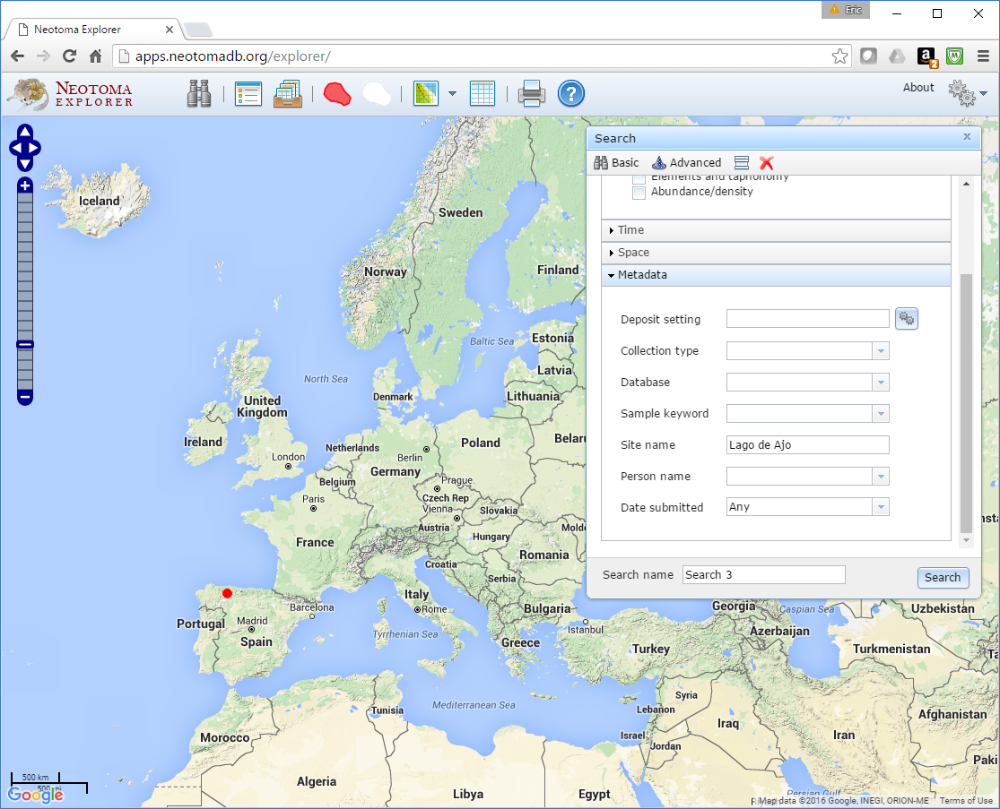 Eric
Neotoma Explorer
apps.neotomadb.org/explorer/
a
2
M
NEOTOMA
EXPLORER
?
About
Search
x
Basic
Advanced
Elements and taphonomy
Abundance/density
Time
Space
Metadata
Deposit setting
Collection type
Database
Sample keyword
Site name Lago de Ajo
Person name
Date submitted Any
Search name Search 3 Search
Iceland
Sweden
Norway
Finland
Estonia
Baltic Sea
Latvia
North Sea
Denmark
Lithuania
United
Kingdom
Ireland
Netherlands
Poland
Belaru
London
Berlin
Germany
Belgium
Prague
Czech Rep
Paris
Vienna
Slovakia
Austria
Moldo
France
Hungary
Romania
Croatia
Serbia
Italy
Barcelona
Rome
Bulgaria
Georgia
Caspian Sea
Uzbekistan
Portugal
Madrid
Spain
Tyrrhenian Sea
Istanbul
Azerbaijan
Greece
Turkey
Turkmenistan
Ta
Syria
Mediterranean Sea
Tunisia
Lebanon
Afghanistan
Iraq
Iran
Israel
Jordan
Morocco
Paki
Algeria
Libya
Egypt
Persian Gulf
500 km
500 mi
Google
Map data ©2016 Google, INEGI, ORION-ME
Terms of Use